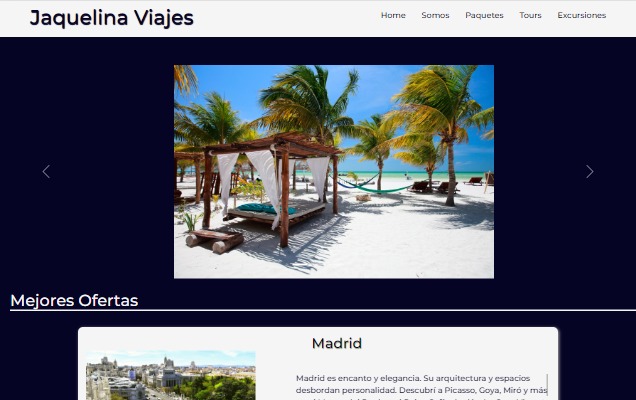 Jaquelina Viajes
Home Somos Paquetes Tours Excursiones
Mejores Ofertas
Madrid
Madrid es encanto y elegancia. Su arquitectura y espacios
desbordan personalidad. Descubrí a Picasso, Goya, Miró y más